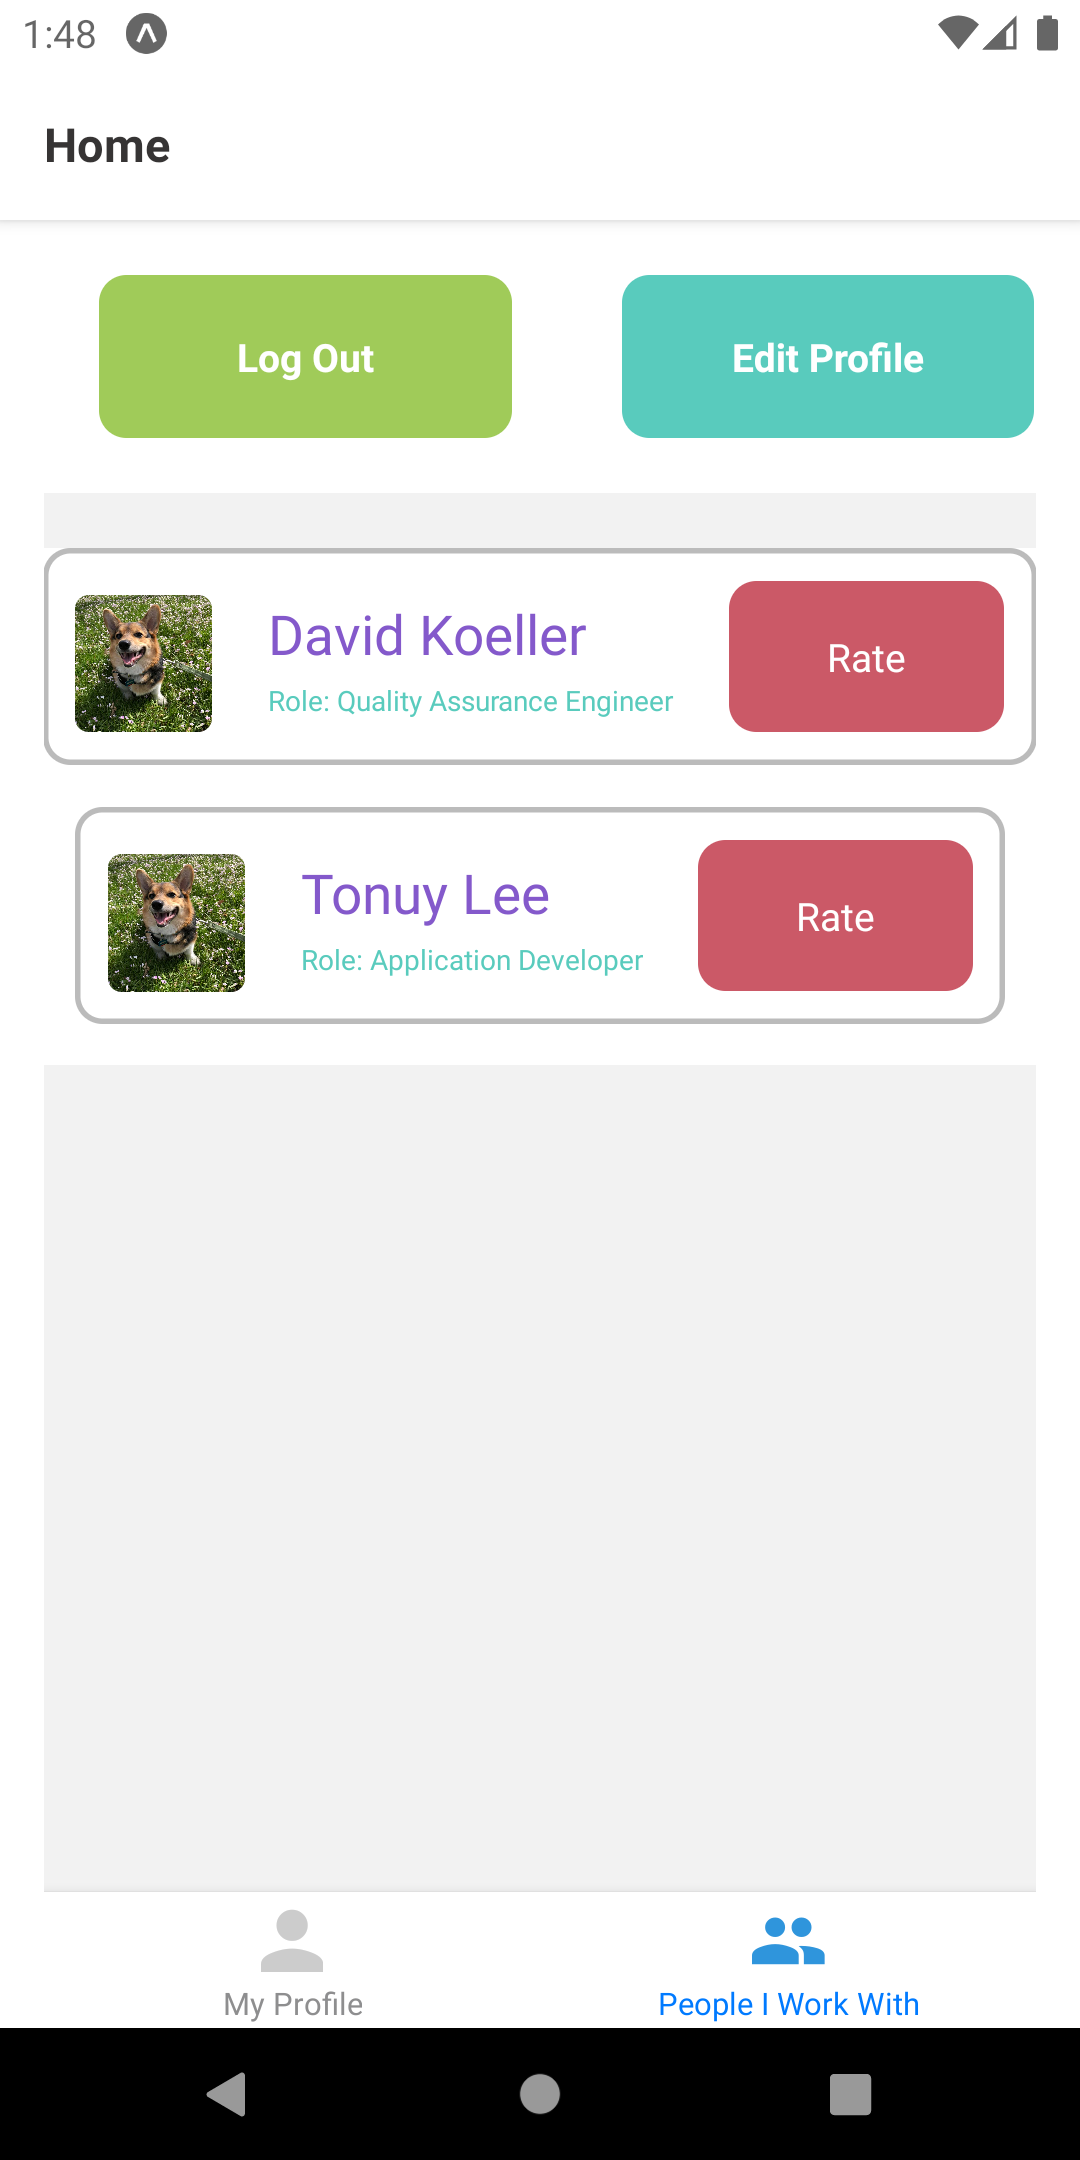 1:48
Home
Log Out
Edit Profile
David Koeller
Role: Quality Assurance Engineer
Rate
Tonuy Lee
Role: Application Developer
Rate
My Profile
People I Work With